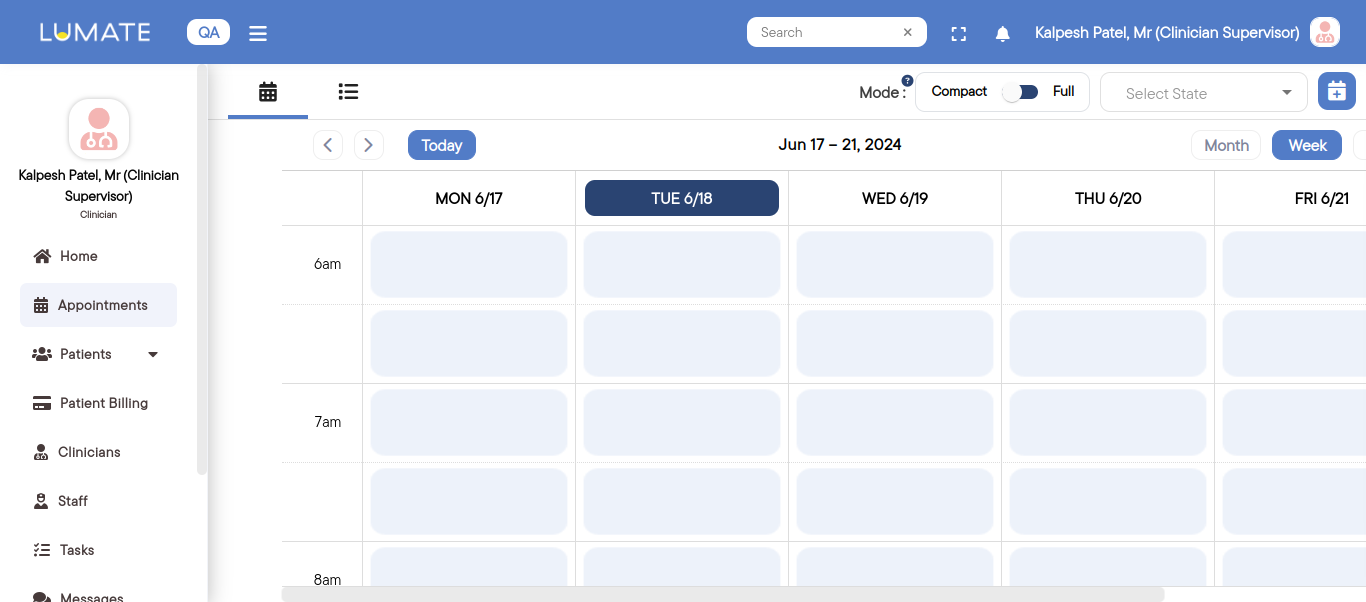 LUMATE
QA
Search
Kalpesh Patel, Mr (Clinician Supervisor)
Mode :
?
Compact
Full
Select State
Kalpesh Patel, Mr (Clinician
Supervisor)
Clinician
Home
Appointments
Patients
Patient Billing
Clinicians
Staff
Tasks
Messages
Today
Jun 17 – 21, 2024
Month
Week
MON 6/17
TUE 6/18
WED 6/19
THU 6/20
FRI 6/21
6am
7am
8am